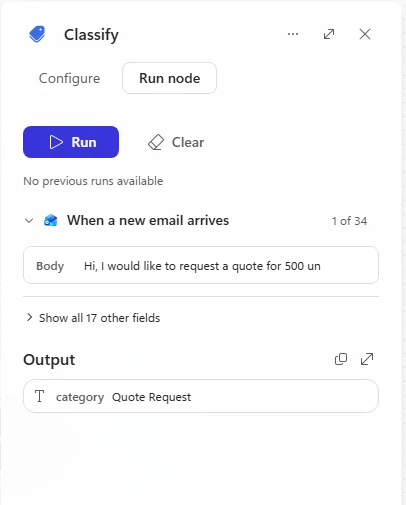 Classify
Configure
Run node
Run
Clear
No previous runs available
When a new email arrives
1 of 34
Body Hi, I would like to request a quote for 500 un
Show all 17 other fields
Output
category Quote Request